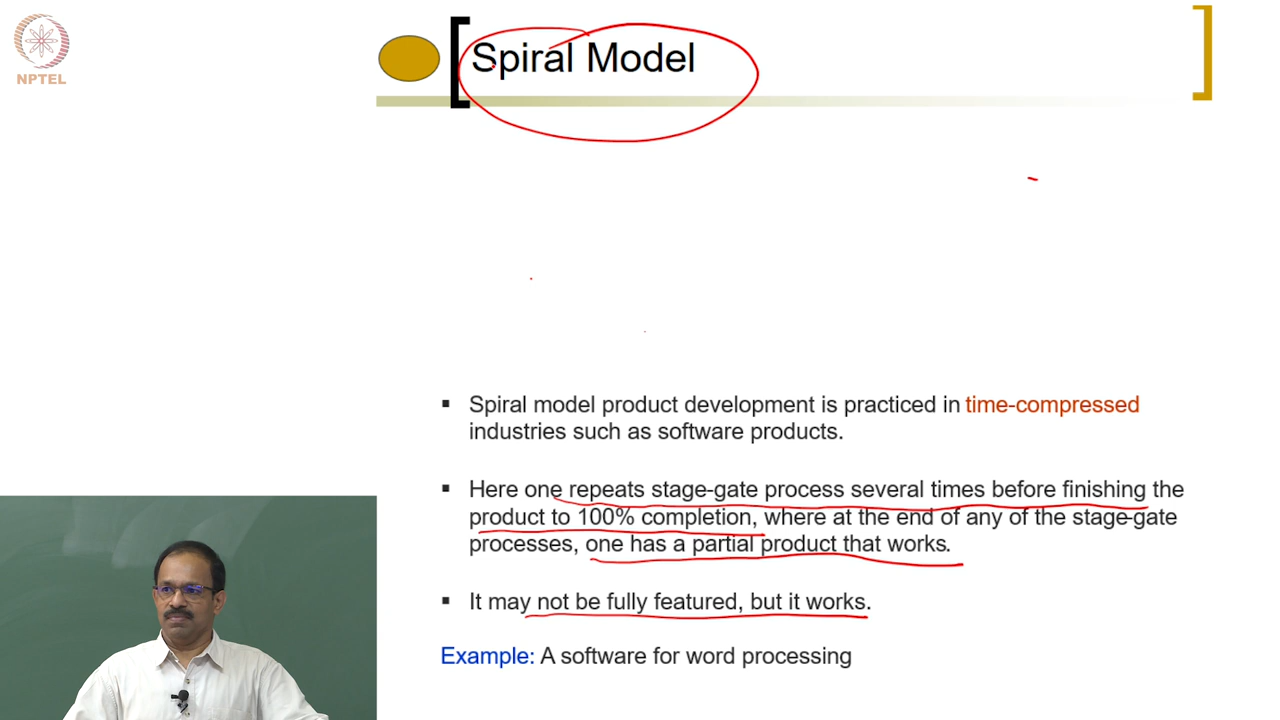 NPTEL
Spiral Model
▪ Spiral model product development is practiced in time-compressed
industries such as software products.
▪ Here one repeats stage-gate process several times before finishing the
product to 100% completion, where at the end of any of the stage-gate
processes, one has a partial product that works.
▪ It may not be fully featured, but it works.
Example: A software for word processing